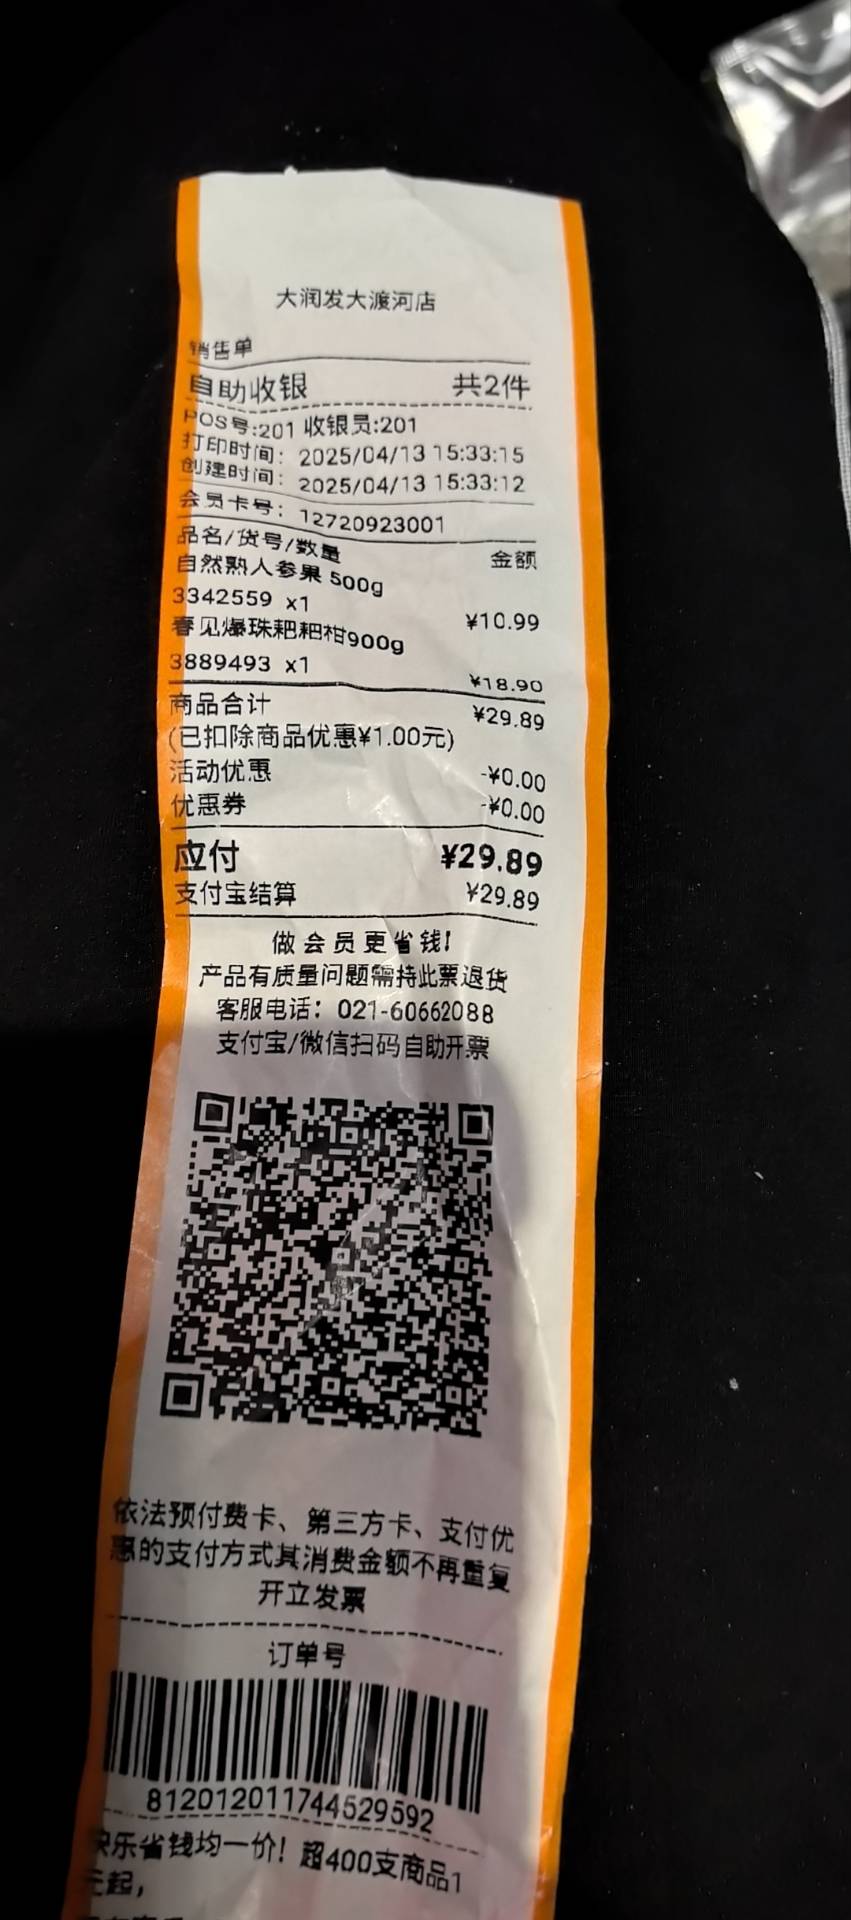 大润发大渡河店
销售单
自助收银 共2件
POS号:201 收银员:201
打印时间： 2025/04/13 15:33:15
创建时间： 2025/04/13 15:33:12
会员卡号： 12720923001
品名/货号/数量 金额
自然熟人参果 500g
3342559 x1 ¥10.99
春见爆珠耙耙柑900g
3889493 x1 ¥18.90
商品合计 ¥29.89
(已扣除商品优惠¥1.00元)
活动优惠 -¥0.00
优惠券 -¥0.00
应付 ¥29.89
支付宝结算 ¥29.89
做会员更省钱!
产品有质量问题需持此票退货
客服电话：021-60662088
支付宝/微信扫码自助开票
依法预付费卡、第三方卡、支付优
惠的支付方式其消费金额不再重复
开立发票
订单号
812012011744529592
快乐省钱均一价! 超400支商品1
元起，